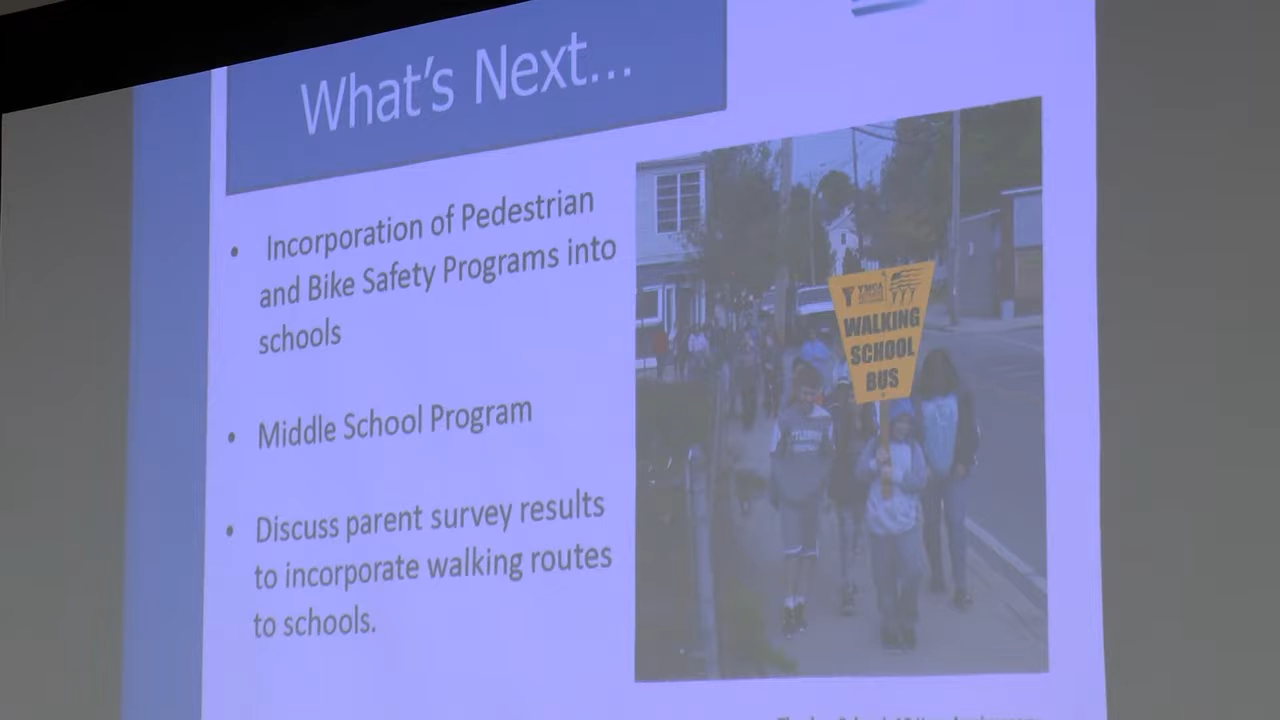 What's Next...
• Incorporation of Pedestrian
and Bike Safety Programs into
schools
• Middle School Program
• Discuss parent survey results
to incorporate walking routes
to schools.
YMCA
WALKING
SCHOOL
BUS